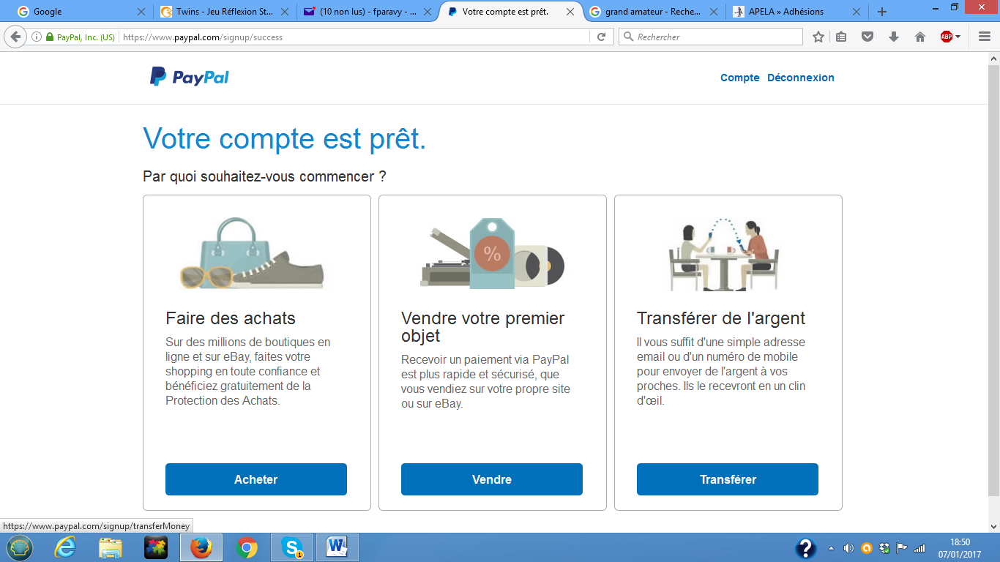 Google
Twins - Jeu Réflexion St...
(10 non lus) - fparavy - ...
Votre compte est prêt.
grand amateur - Reche...
APELA » Adhésions
PayPal, Inc. (US)
https://www.paypal.com/signup/success
Rechercher
ABP
PayPal
Compte
Déconnexion
Votre compte est prêt.
Par quoi souhaitez-vous commencer ?
Faire des achats
Sur des millions de boutiques en
ligne et sur eBay, faites votre
shopping en toute confiance et
bénéficiez gratuitement de la
Protection des Achats.
Acheter
%
Vendre votre premier
objet
Recevoir un paiement via PayPal
est plus rapide et sécurisé, que
vous vendiez sur votre propre site
ou sur eBay.
Vendre
Transférer de l'argent
Il vous suffit d'une simple adresse
email ou d'un numéro de mobile
pour envoyer de l'argent à vos
proches. Ils le recevront en un clin
d'œil.
Transférer
https://www.paypal.com/signup/transferMoney
18:50
07/01/2017